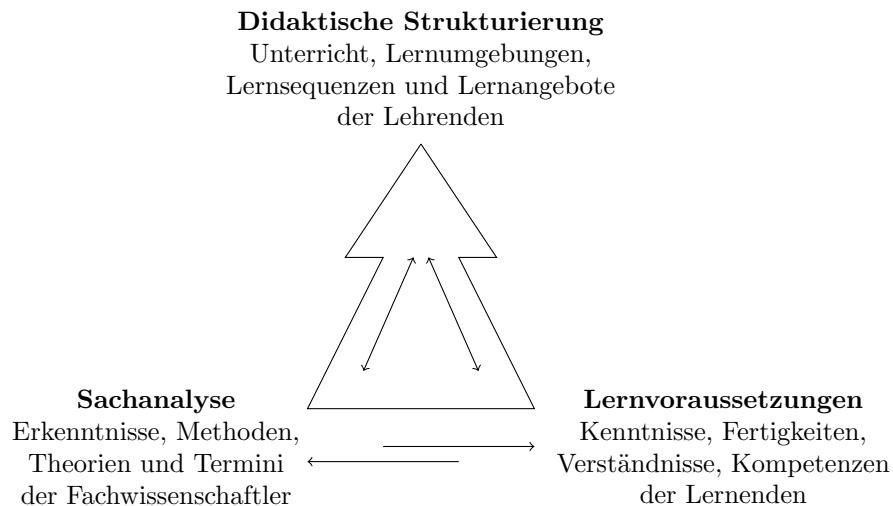 Didaktische Strukturierung
Unterricht, Lernumgebungen,
Lernsequenzen und Lernangebote
der Lehrenden
Sachanalyse
Erkenntnisse, Methoden,
Theorien und Termini
der Fachwissenschaftler
Lernvoraussetzungen
Kenntnisse, Fertigkeiten,
Verständnisse, Kompetenzen
der Lernenden